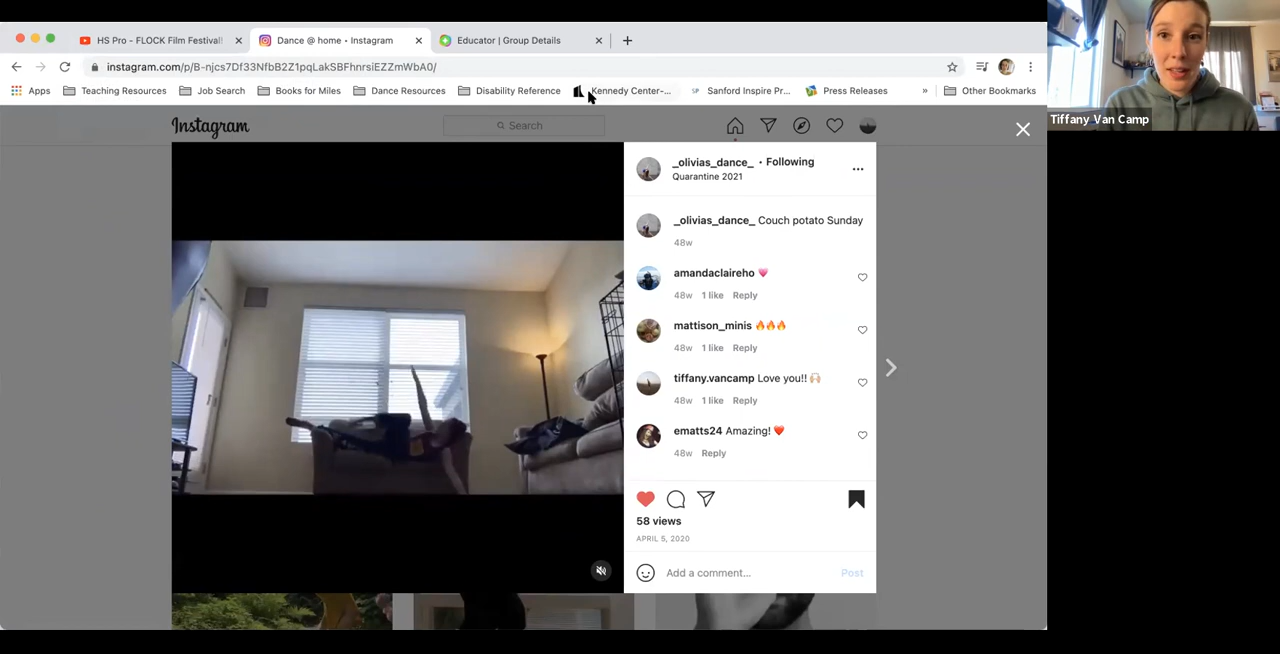 HS Pro - FLOCK Film Festival!
Dance @ home • Instagram
Educator | Group Details
instagram.com/p/B-njcs7Df33NfbB2Z1pqLakSBFhnrsiEZZmWbA0/
Apps
Teaching Resources
Job Search
Books for Miles
Dance Resources
Disability Reference
Kennedy Center-...
SP Sanford Inspire Pr...
Press Releases
»
Other Bookmarks
Tiffany Van Camp
Instagram
Search
_olivias_dance_ • Following
Quarantine 2021
_olivias_dance_ Couch potato Sunday
48w
amandaclaireho 💗
48w 1 like Reply
mattison_minis 🔥🔥🔥
48w 1 like Reply
tiffany.vancamp Love you!! 🙌🏻
48w 1 like Reply
ematts24 Amazing! ❤️
48w Reply
58 views
APRIL 5, 2020
Add a comment...
Post